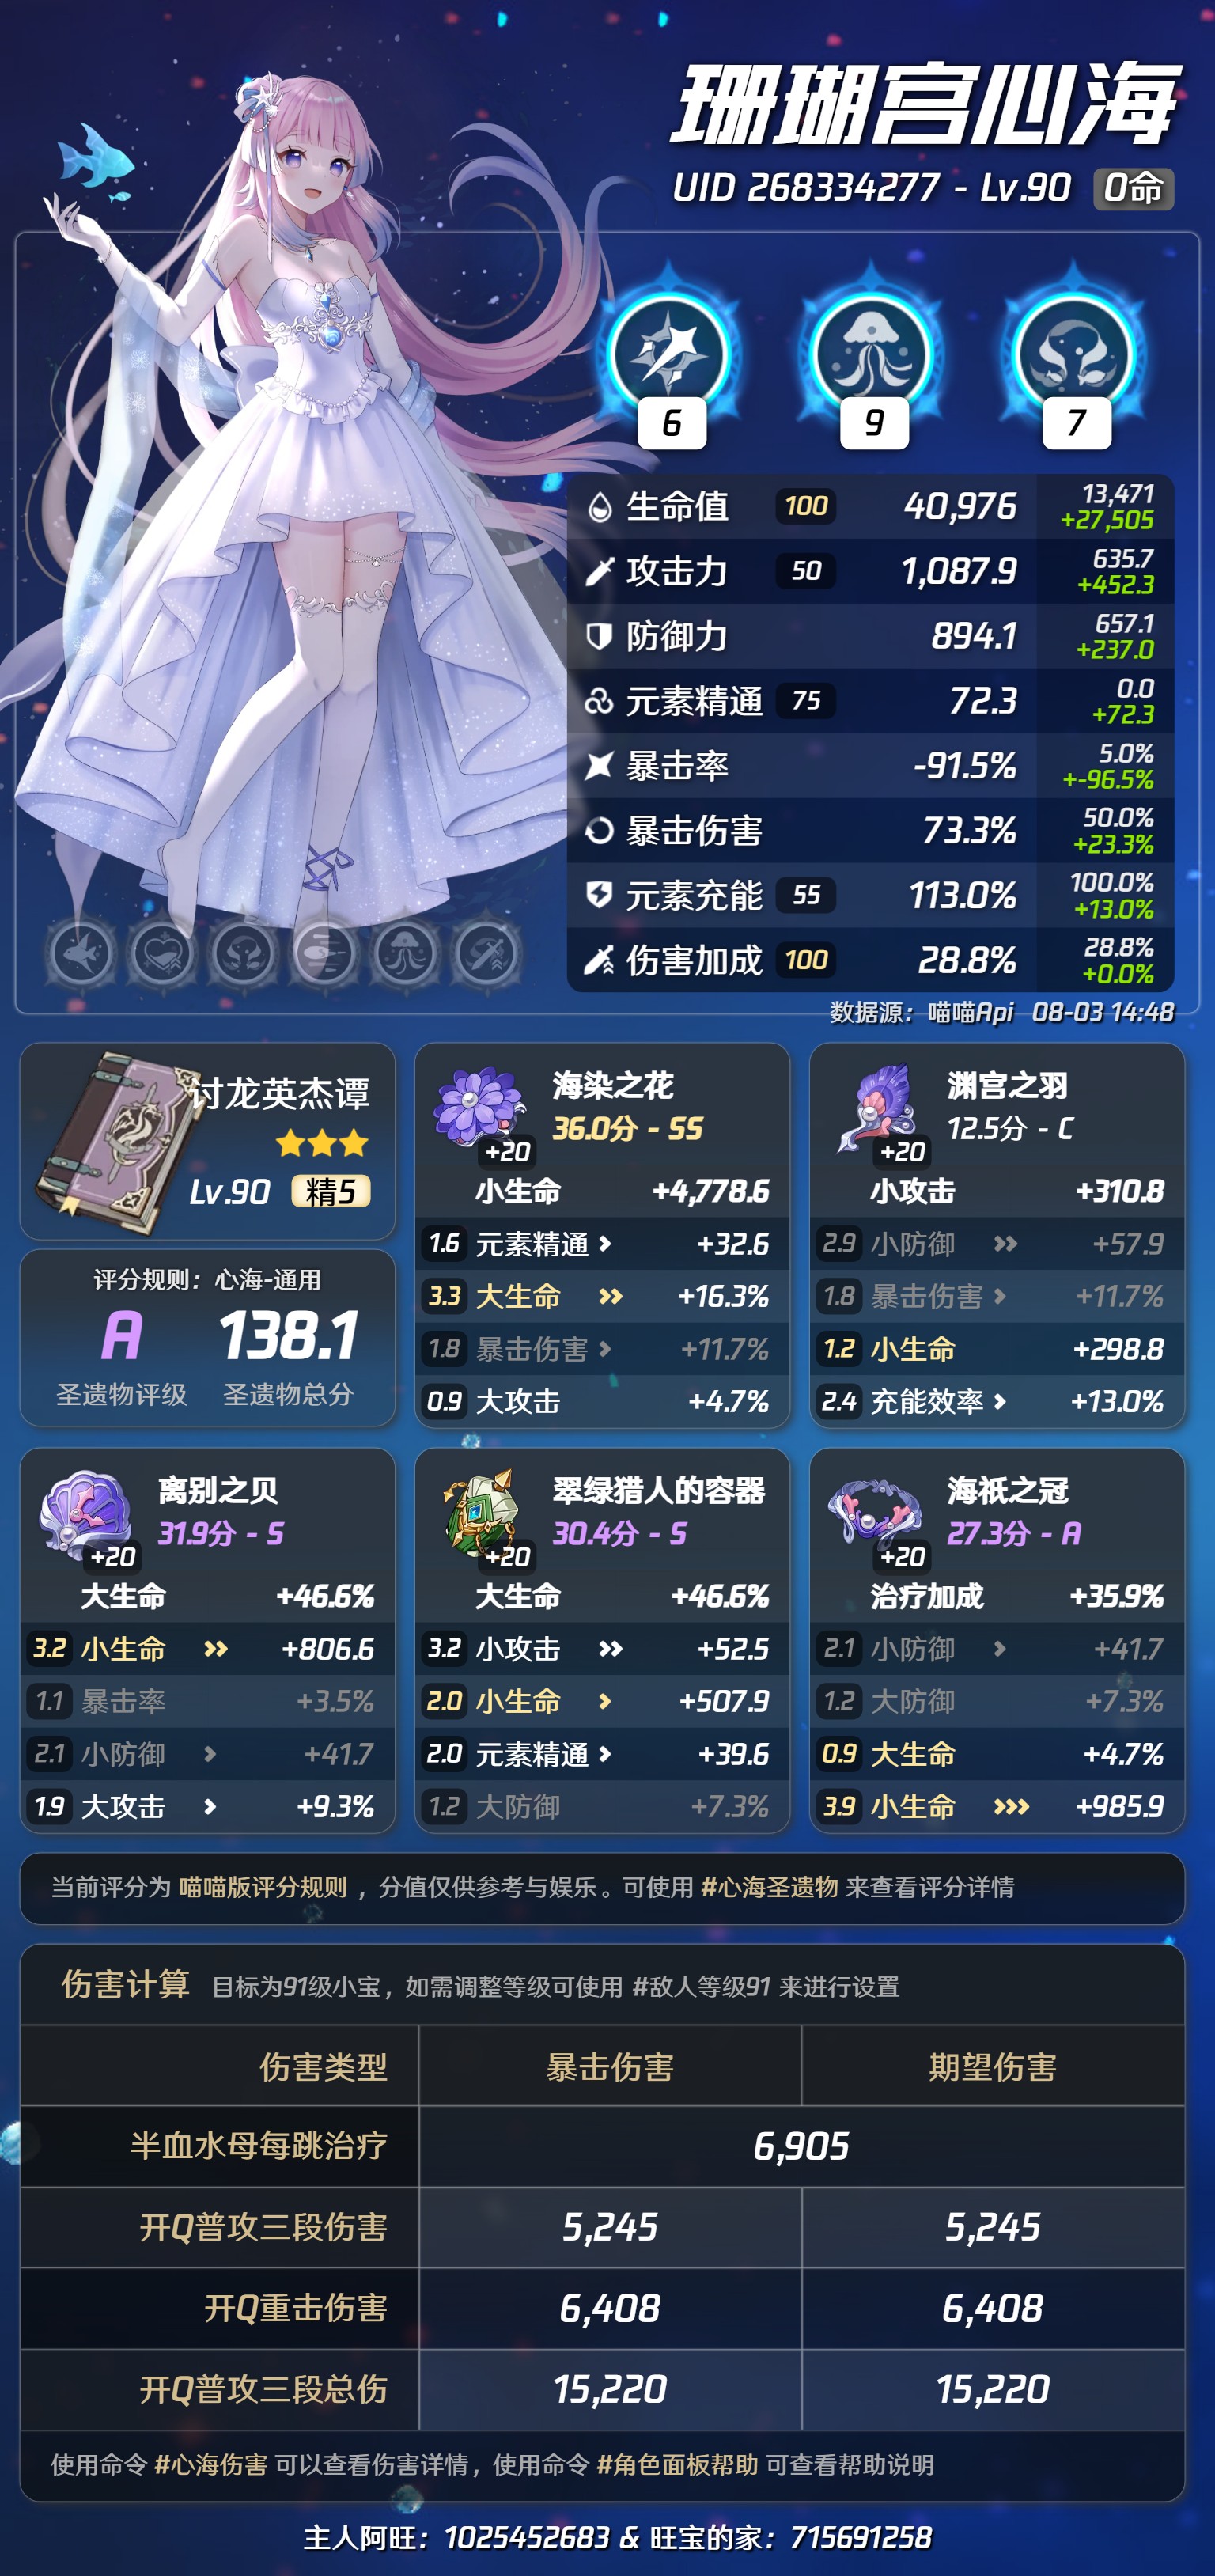 珊瑚宫心海
UID 268334277 - Lv.90 0命
6 9 7
生命值 100 40,976 13,471 +27,505
攻击力 50 1,087.9 635.7 +452.3
防御力 894.1 657.1 +237.0
元素精通 75 72.3 0.0 +72.3
暴击率 -91.5% 5.0% +-96.5%
暴击伤害 73.3% 50.0% +23.3%
元素充能 55 113.0% 100.0% +13.0%
伤害加成 100 28.8% 28.8% +0.0%
数据源：喵喵Api 08-03 14:48
讨龙英杰谭
Lv.90 精5
评分规则：心海-通用
A 138.1
圣遗物评级 圣遗物总分
海染之花
36.0分 - SS
+20
小生命 +4,778.6
1.6 元素精通 +32.6
3.3 大生命 +16.3%
1.8 暴击伤害 +11.7%
0.9 大攻击 +4.7%
渊宫之羽
12.5分 - C
+20
小攻击 +310.8
2.9 小防御 +57.9
1.8 暴击伤害 +11.7%
1.2 小生命 +298.8
2.4 充能效率 +13.0%
离别之贝
31.9分 - S
+20
大生命 +46.6%
3.2 小生命 +806.6
1.1 暴击率 +3.5%
2.1 小防御 +41.7
1.9 大攻击 +9.3%
翠绿猎人的容器
30.4分 - S
+20
大生命 +46.6%
3.2 小攻击 +52.5
2.0 小生命 +507.9
2.0 元素精通 +39.6
1.2 大防御 +7.3%
海祇之冠
27.3分 - A
+20
治疗加成 +35.9%
2.1 小防御 +41.7
1.2 大防御 +7.3%
0.9 大生命 +4.7%
3.9 小生命 +985.9
当前评分为 喵喵版评分规则 ，分值仅供参考与娱乐。可使用 #心海圣遗物 来查看评分详情
伤害计算 目标为91级小宝，如需调整等级可使用 #敌人等级91 来进行设置
伤害类型 暴击伤害 期望伤害
半血水母每跳治疗 6,905
开Q普攻三段伤害 5,245 5,245
开Q重击伤害 6,408 6,408
开Q普攻三段总伤 15,220 15,220
使用命令 #心海伤害 可以查看伤害详情，使用命令 #角色面板帮助 可查看帮助说明
主人阿旺：1025452683 & 旺宝的家：715691258